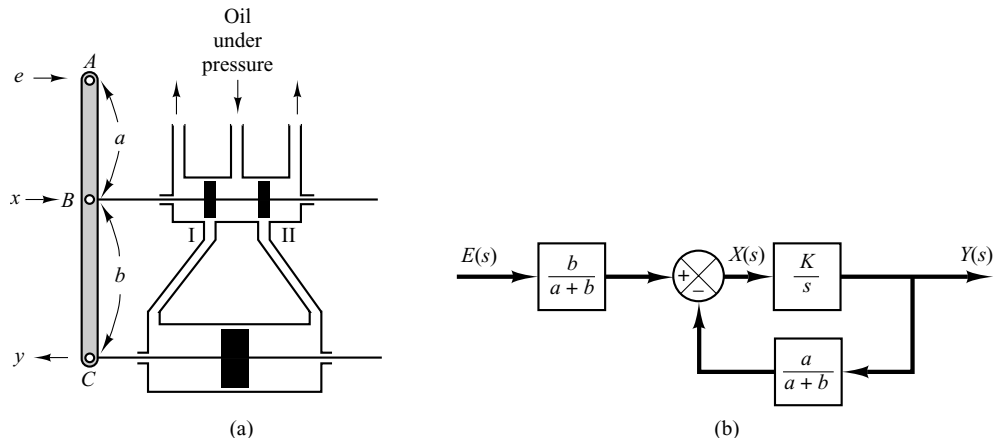 Oil
under
pressure
A
e
a
x
B
I
II
b
y
C
(a)
E(s)
b
a + b
+
−
X(s)
K
s
Y(s)
a
a + b
(b)